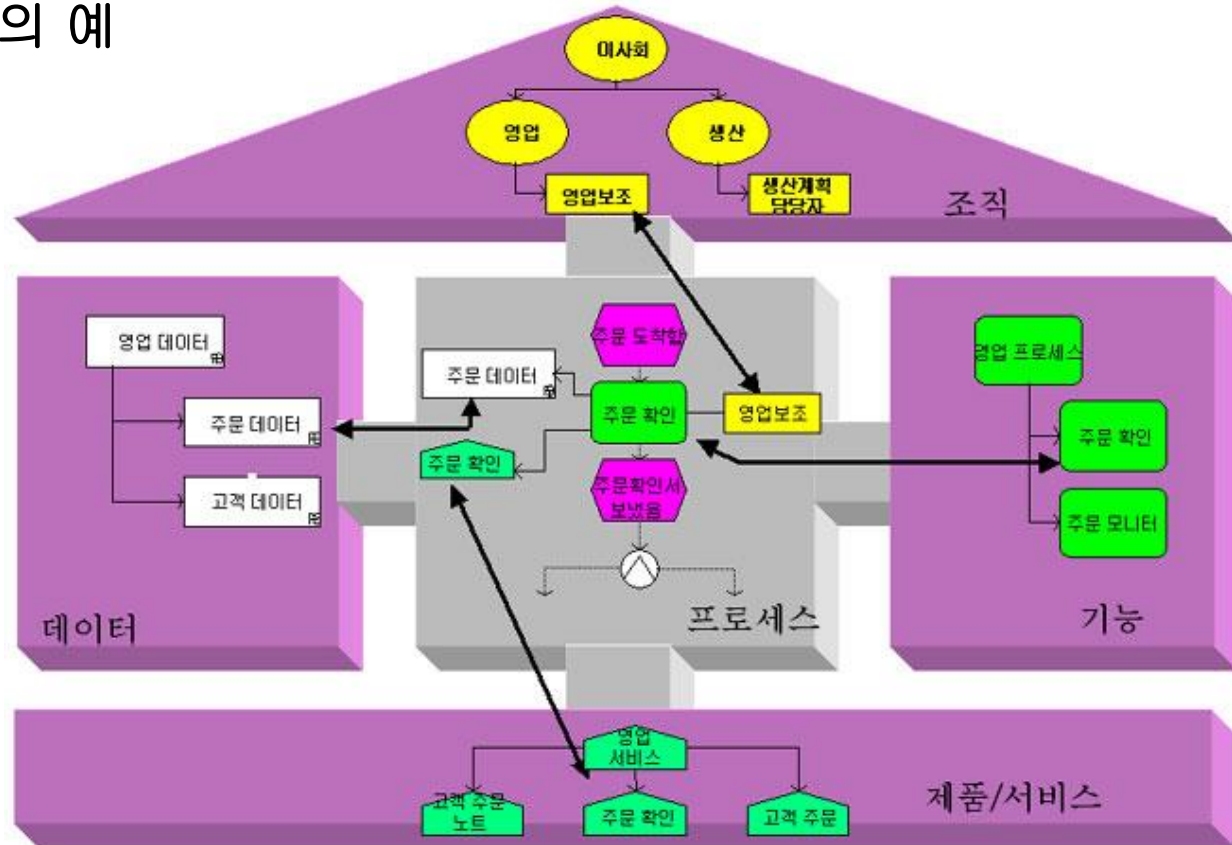 의 예
이사회
영업
생산
영업보조
생산계획
담당자
조직
영업 데이터
주문 데이터
고객 데이터
데이터
주문 도착함
주문 데이터
주문 확인
영업보조
주문 확인
주문확인서
보냈음
프로세스
영업 프로세스
주문 확인
주문 모니터
기능
영업
서비스
고객 주문
노트
주문 확인
고객 주문
제품/서비스